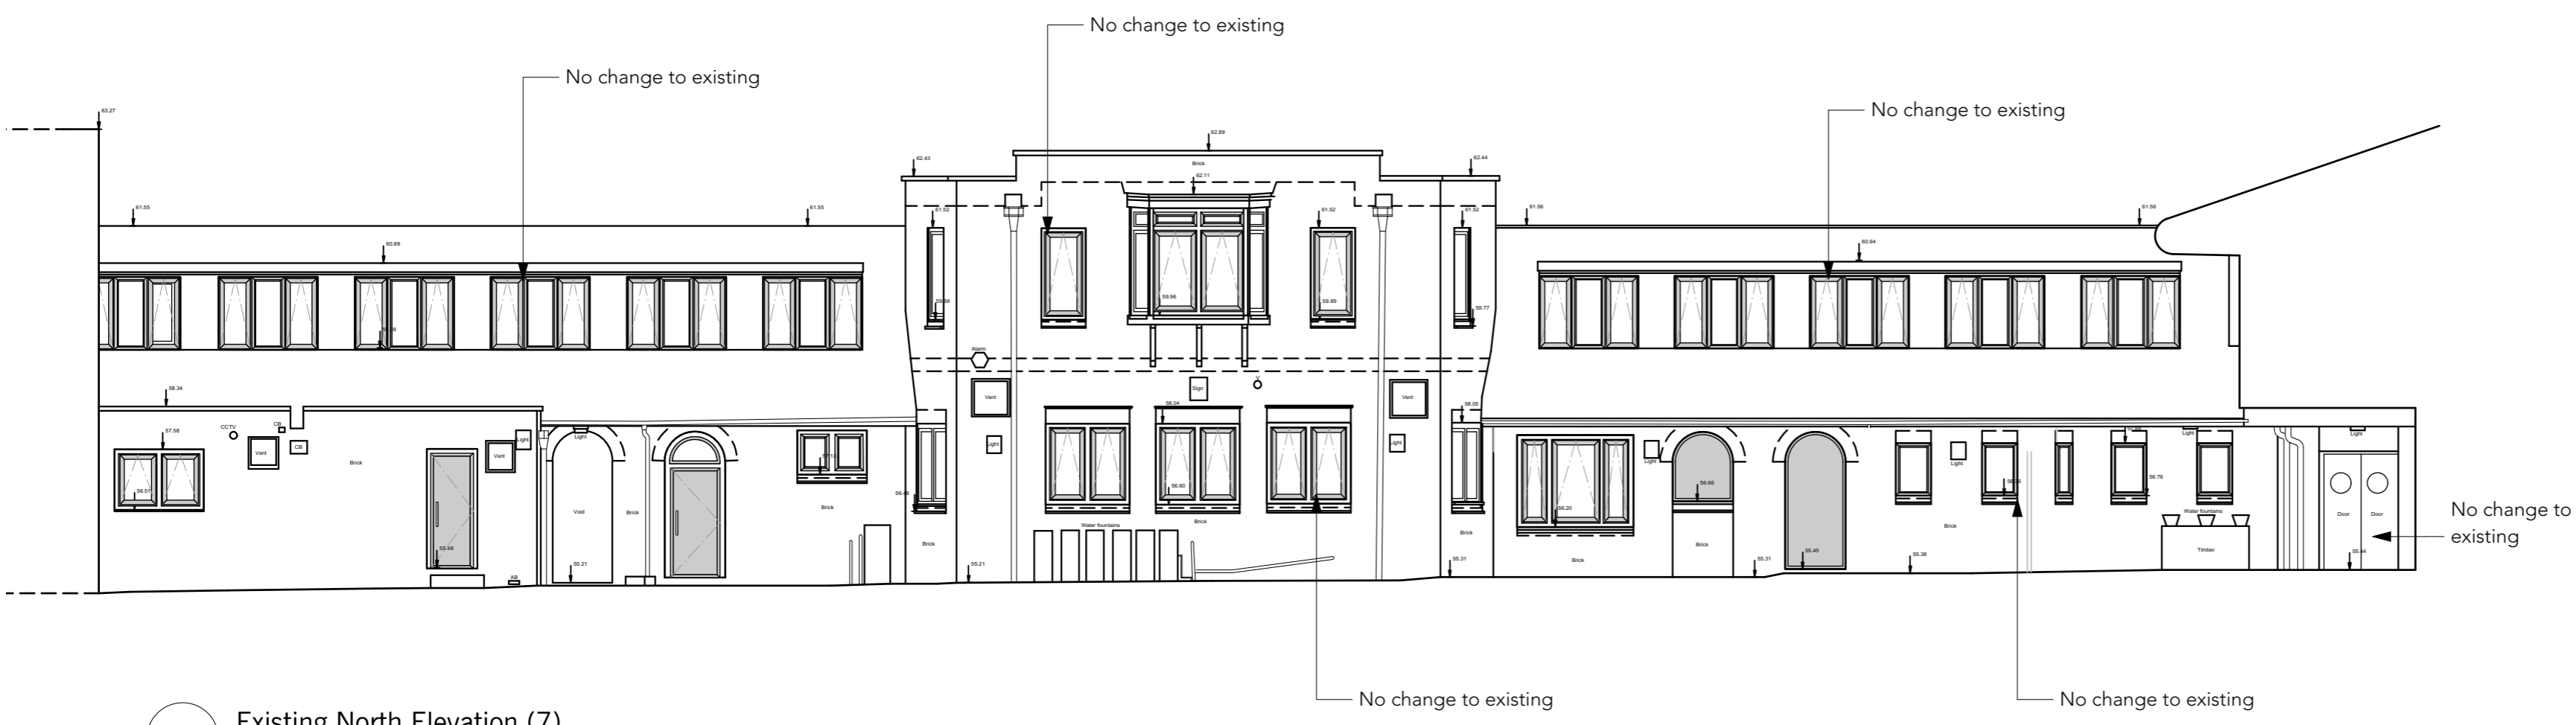 No change to existing
No change to existing
No change to existing
63.27
62.89
Brick
62.43
62.44
62.11
61.55
61.55
61.52
61.52
61.52
61.56
61.56
60.89
60.94
59.96
59.89
59.77
Alarm
Vent
Sign
V
Vent
58.34
58.04
58.05
57.58
CCTV
CB
Vent
CB
Brick
Vent
Light
Light
Light
Light
Light
Light
Light
Light
56.51
56.60
56.66
56.76
56.20
Void
Brick
Brick
Brick
Water fountains
Brick
Brick
Brick
Brick
Brick
Water fountains
Timber
Door
Door
55.48
AB
55.21
55.21
55.31
55.31
55.45
55.38
55.44
No change to
existing
No change to existing
No change to existing
Existing North Elevation (7)